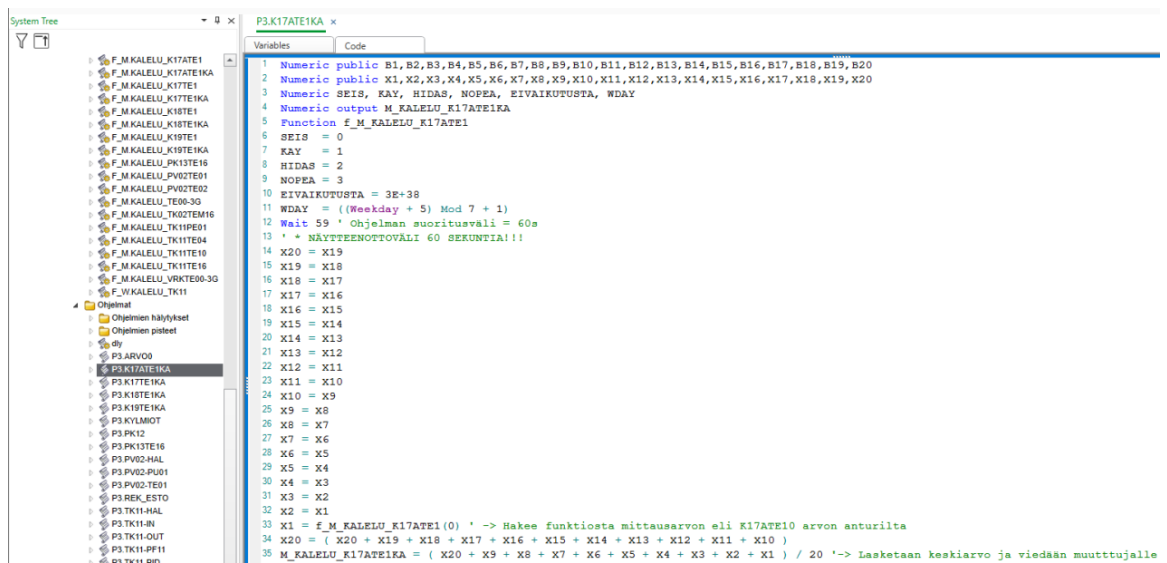 System Tree
F_M.KALELU_K17ATE1
F_M.KALELU_K17ATE1KA
F_M.KALELU_K17TE1
F_M.KALELU_K17TE1KA
F_M.KALELU_K18TE1
F_M.KALELU_K18TE1KA
F_M.KALELU_K19TE1
F_M.KALELU_K19TE1KA
F_M.KALELU_PK13TE16
F_M.KALELU_PV02TE01
F_M.KALELU_PV02TE02
F_M.KALELU_TE00-3G
F_M.KALELU_TK02TEM16
F_M.KALELU_TK11PE01
F_M.KALELU_TK11TE04
F_M.KALELU_TK11TE10
F_M.KALELU_TK11TE16
F_M.KALELU_VRKTE00-3G
F_W.KALELU_TK11
Ohjelmat
Ohjelmien hälytykset
Ohjelmien pisteet
dly
P3.ARVO0
P3.K17ATE1KA
P3.K17TE1KA
P3.K18TE1KA
P3.K19TE1KA
P3.KYLMIOT
P3.PK12
P3.PK13TE16
P3.PV02-HAL
P3.PV02-PU01
P3.PV02-TE01
P3.REK_ESTO
P3.TK11-HAL
P3.TK11-IN
P3.TK11-OUT
P3.TK11-PF11
P3.TK11-PID
P3.K17ATE1KA ×
Variables Code
1 Numeric public B1,B2,B3,B4,B5,B6,B7,B8,B9,B10,B11,B12,B13,B14,B15,B16,B17,B18,B19,B20
2 Numeric public X1,X2,X3,X4,X5,X6,X7,X8,X9,X10,X11,X12,X13,X14,X15,X16,X17,X18,X19,X20
3 Numeric SEIS, KAY, HIDAS, NOPEA, EIVAIKUTUSTA, WDAY
4 Numeric output M_KALELU_K17ATE1KA
5 Function f_M_KALELU_K17ATE1
6 SEIS = 0
7 KAY = 1
8 HIDAS = 2
9 NOPEA = 3
10 EIVAIKUTUSTA = 3E+38
11 WDAY = ((Weekday + 5) Mod 7 + 1)
12 Wait 59 ' Ohjelman suoritusväli = 60s
13 ' * NÄYTTEENOTTOVÄLI 60 SEKUNTIA!!!
14 X20 = X19
15 X19 = X18
16 X18 = X17
17 X17 = X16
18 X16 = X15
19 X15 = X14
20 X14 = X13
21 X13 = X12
22 X12 = X11
23 X11 = X10
24 X10 = X9
25 X9 = X8
26 X8 = X7
27 X7 = X6
28 X6 = X5
29 X5 = X4
30 X4 = X3
31 X3 = X2
32 X2 = X1
33 X1 = f_M_KALELU_K17ATE1(0) ' -> Hakee funktiosta mittausarvon eli K17ATE10 arvon anturilta
34 X20 = ( X20 + X19 + X18 + X17 + X16 + X15 + X14 + X13 + X12 + X11 + X10 )
35 M_KALELU_K17ATE1KA = ( X20 + X9 + X8 + X7 + X6 + X5 + X4 + X3 + X2 + X1 ) / 20 '-> Lasketaan keskiarvo ja viedään muutttujalle